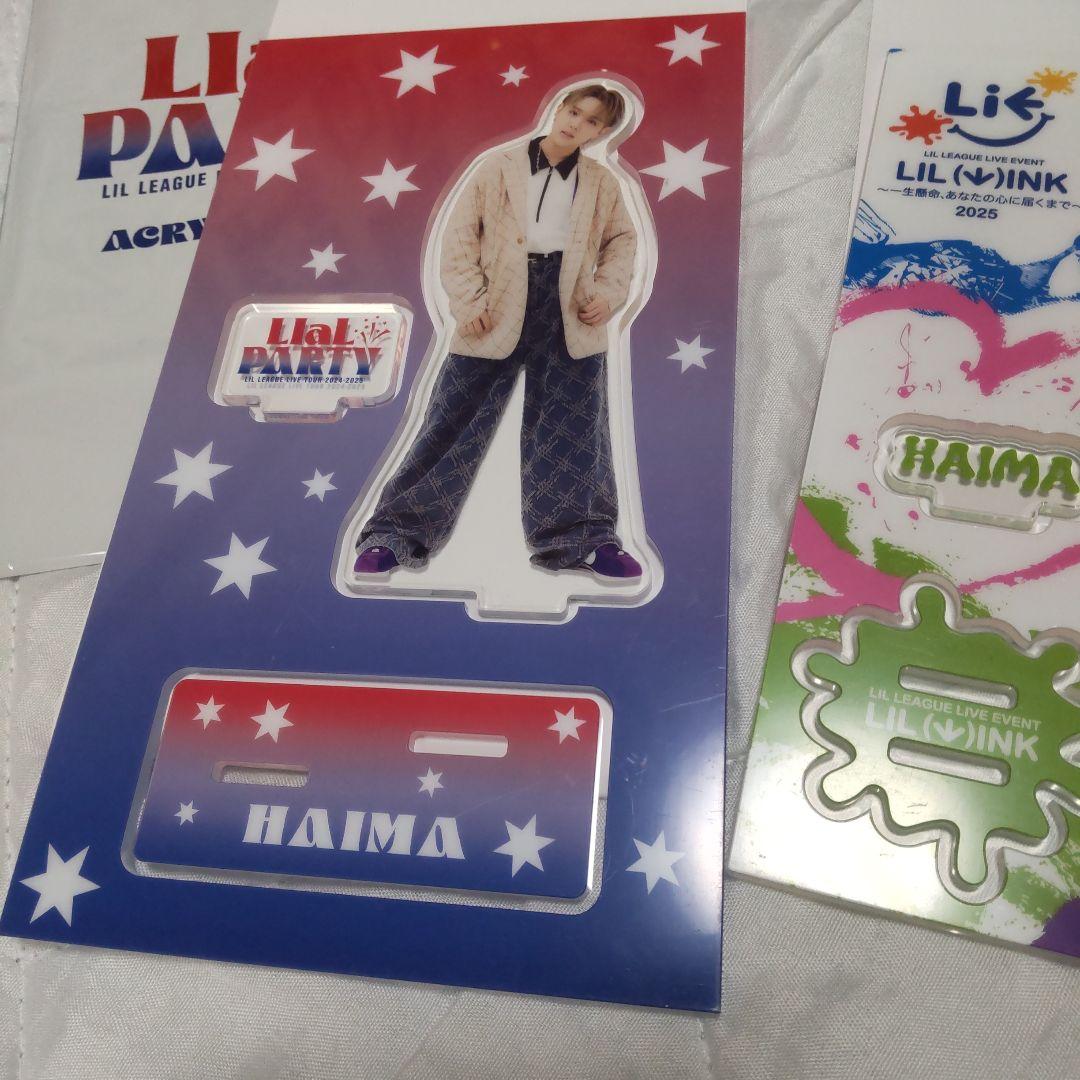 LIa
PA
LIL LEAGUE
ACRY
LIaL
PARTY
LIL LEAGUE LIVE TOUR 2024-2025
HAIMA
LiE
LIL LEAGUE LIVE EVENT
LIL(↓)INK
〜一生懸命、あなたの心に届くまで〜
2025
HAIMA
LIL LEAGUE LIVE EVENT
LIL(↓)INK